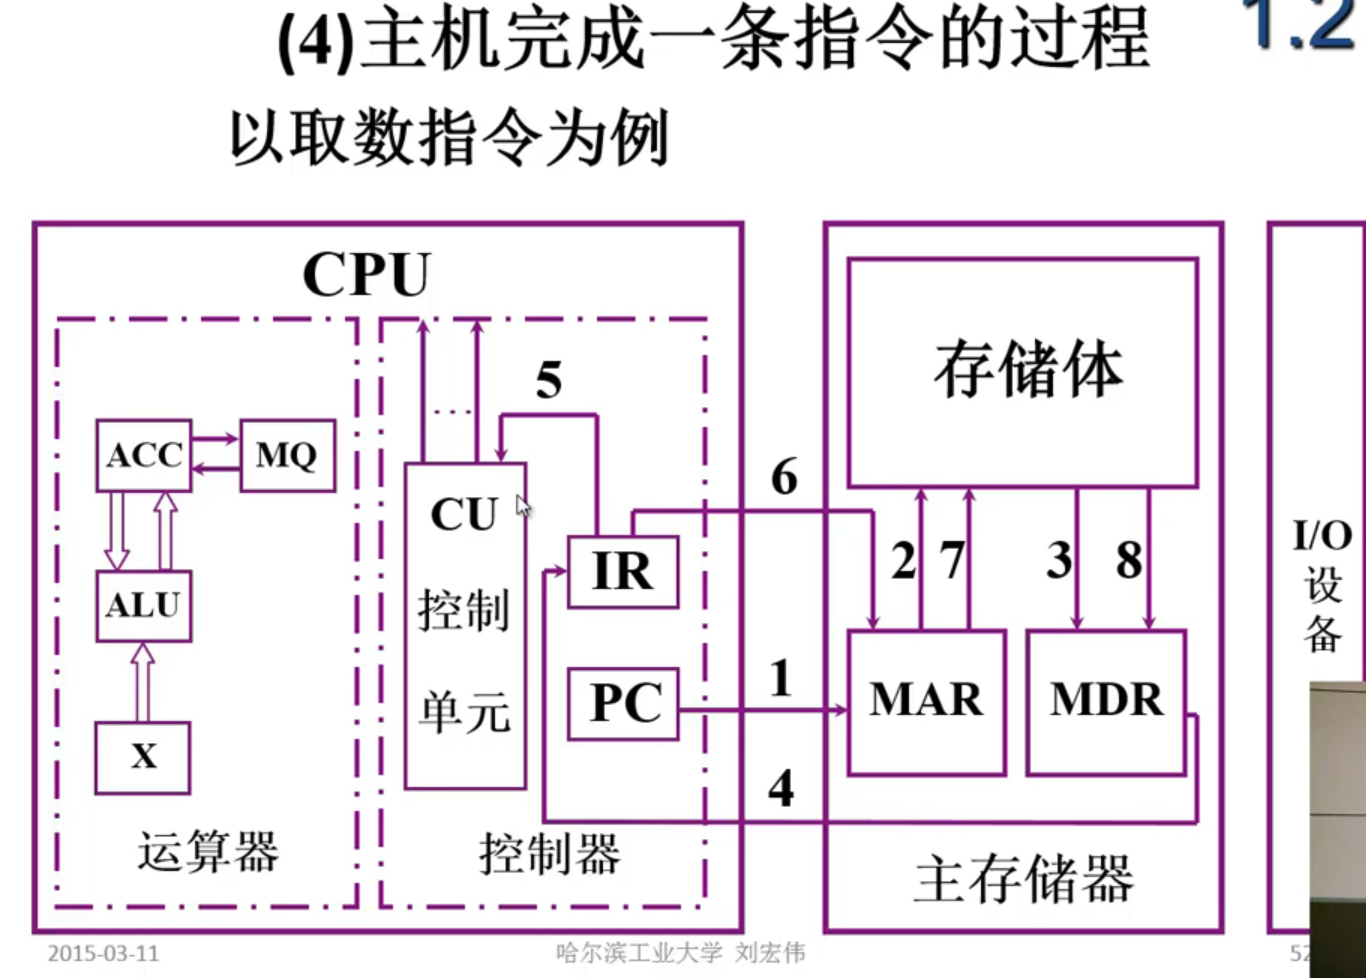 (4)主机完成一条指令的过程
1.2
以取数指令为例
CPU
5
存储体
ACC
MQ
6
CU
控制
单元
IR
2
7
3
8
I/O
设
备
ALU
PC
1
MAR
MDR
X
4
运算器
控制器
主存储器
2015-03-11
哈尔滨工业大学 刘宏伟
52